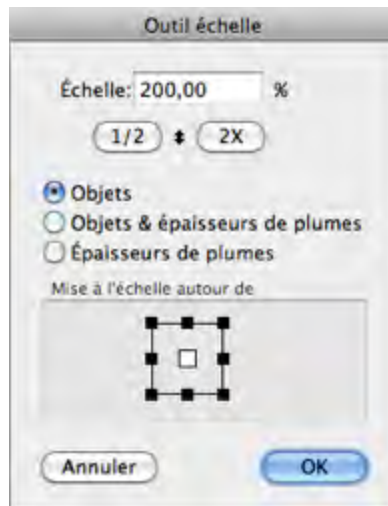 Outil échelle
Échelle: 200,00 %
1/2 2X
Objets
Objets & épaisseurs de plumes
Épaisseurs de plumes
Mise à l'échelle autour de
Annuler OK